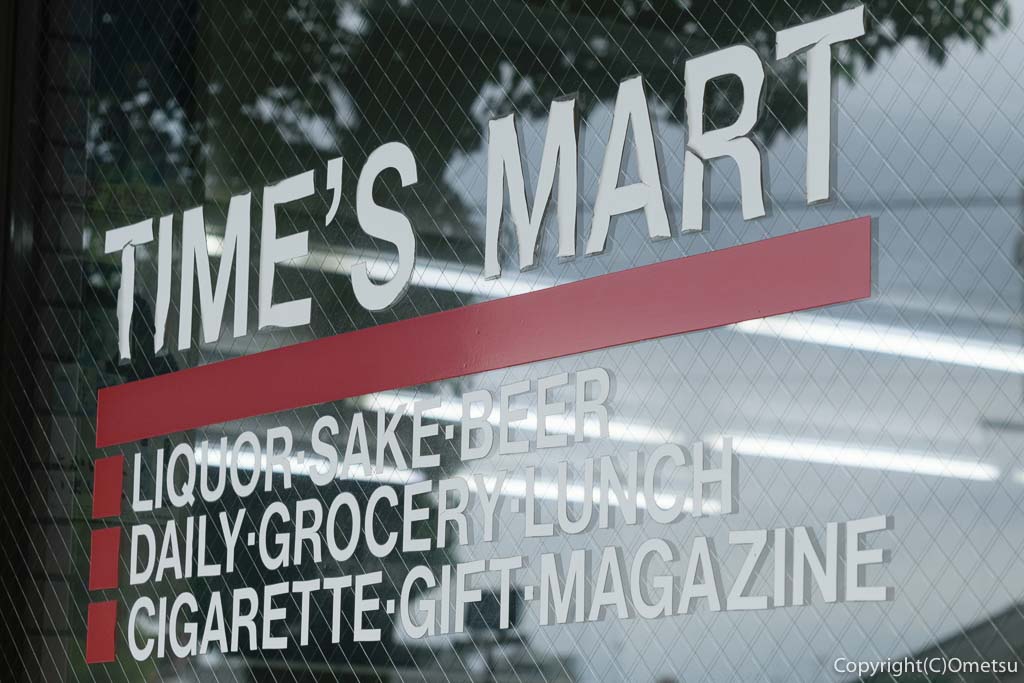 TIME'S MART
LIQUOR·SAKE·BEER
DAILY·GROCERY·LUNCH
CIGARETTE·GIFT·MAGAZINE
Copyright(C)Ometsu